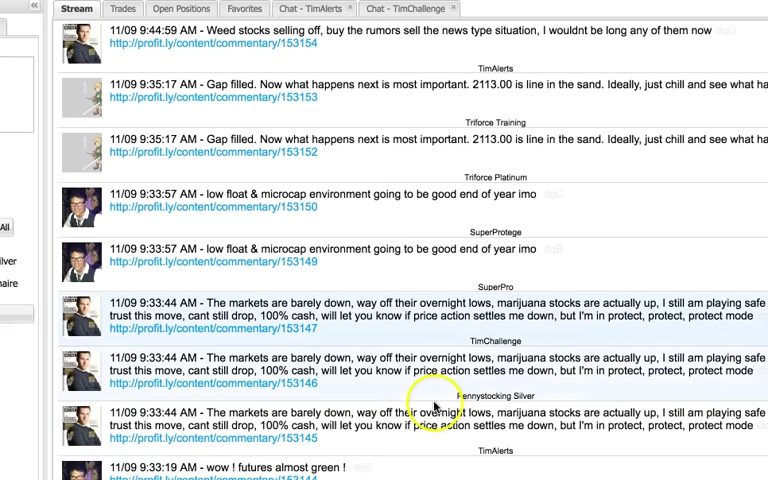 Stream Trades Open Positions Favorites Chat - TimAlerts Chat - TimChallenge
11/09 9:44:59 AM - Weed stocks selling off, buy the rumors sell the news type situation, I wouldnt be long any of them now
http://profit.ly/content/commentary/153154
TimAlerts
11/09 9:35:17 AM - Gap filled. Now what happens next is most important. 2113.00 is line in the sand. Ideally, just chill and see what ha
http://profit.ly/content/commentary/153153
Triforce Training
11/09 9:35:17 AM - Gap filled. Now what happens next is most important. 2113.00 is line in the sand. Ideally, just chill and see what ha
http://profit.ly/content/commentary/153152
Triforce Platinum
11/09 9:33:57 AM - low float & microcap environment going to be good end of year imo
http://profit.ly/content/commentary/153150
All
SuperProtege
11/09 9:33:57 AM - low float & microcap environment going to be good end of year imo
http://profit.ly/content/commentary/153149
ilver
naire
SuperPro
11/09 9:33:44 AM - The markets are barely down, way off their overnight lows, marijuana stocks are actually up, I still am playing safe
trust this move, cant still drop, 100% cash, will let you know if price action settles me down, but I'm in protect, protect, protect mode
http://profit.ly/content/commentary/153147
TimChallenge
11/09 9:33:44 AM - The markets are barely down, way off their overnight lows, marijuana stocks are actually up, I still am playing safe
trust this move, cant still drop, 100% cash, will let you know if price action settles me down, but I'm in protect, protect, protect mode
http://profit.ly/content/commentary/153146
Pennystocking Silver
11/09 9:33:44 AM - The markets are barely down, way off their overnight lows, marijuana stocks are actually up, I still am playing safe
trust this move, cant still drop, 100% cash, will let you know if price action settles me down, but I'm in protect, protect, protect mode
http://profit.ly/content/commentary/153145
TimAlerts
11/09 9:33:19 AM - wow ! futures almost green !
http://profit.ly/content/commentary/153144